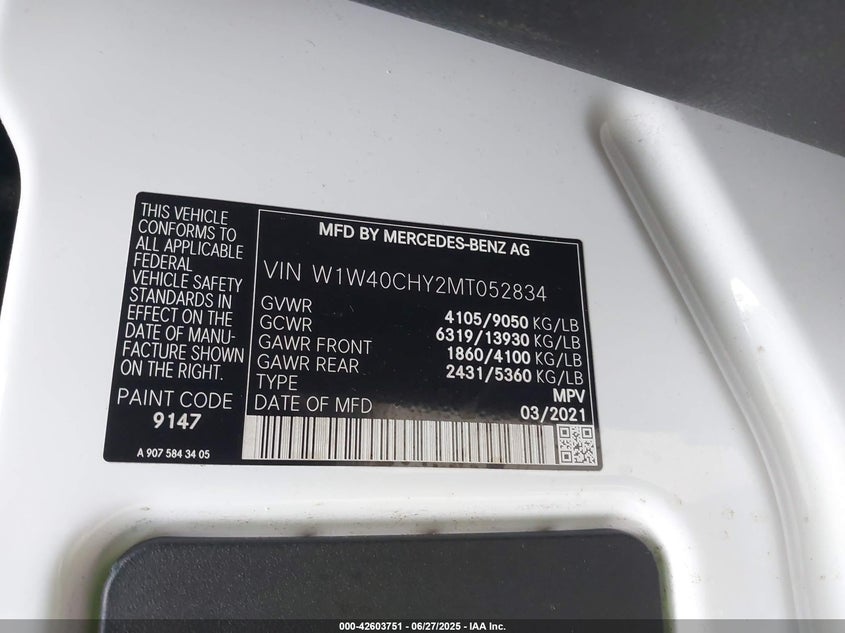 THIS VEHICLE
CONFORMS TO
ALL APPLICABLE
FEDERAL
VEHICLE SAFETY
STANDARDS IN
EFFECT ON THE
DATE OF MANU-
FACTURE SHOWN
ON THE RIGHT.
PAINT CODE
9147
A 907 584 34 05
MFD BY MERCEDES-BENZ AG
VIN W1W40CHY2MT052834
GVWR 4105/9050 KG/LB
GCWR 6319/13930 KG/LB
GAWR FRONT 1860/4100 KG/LB
GAWR REAR 2431/5360 KG/LB
TYPE MPV
DATE OF MFD 03/2021
000-42603751 - 06/27/2025 - IAA Inc.